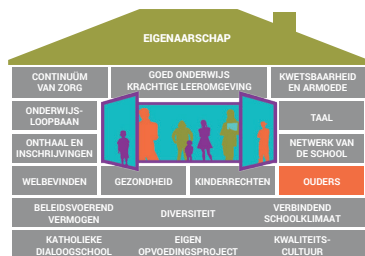 EIGENAARSCHAP
CONTINUÜM
VAN ZORG
GOED ONDERWIJS
KRACHTIGE LEEROMGEVING
KWETSBAARHEID
EN ARMOEDE
ONDERWIJS-
LOOPBAAN
TAAL
ONTHAAL EN
INSCHRIJVINGEN
NETWERK VAN
DE SCHOOL
WELBEVINDEN
GEZONDHEID
KINDERRECHTEN
OUDERS
BELEIDSVOEREND
VERMOGEN
DIVERSITEIT
VERBINDEND
SCHOOLKLIMAAT
KATHOLIEKE
DIALOOGSCHOOL
EIGEN
OPVOEDINGSPROJECT
KWALITEITS-
CULTUUR